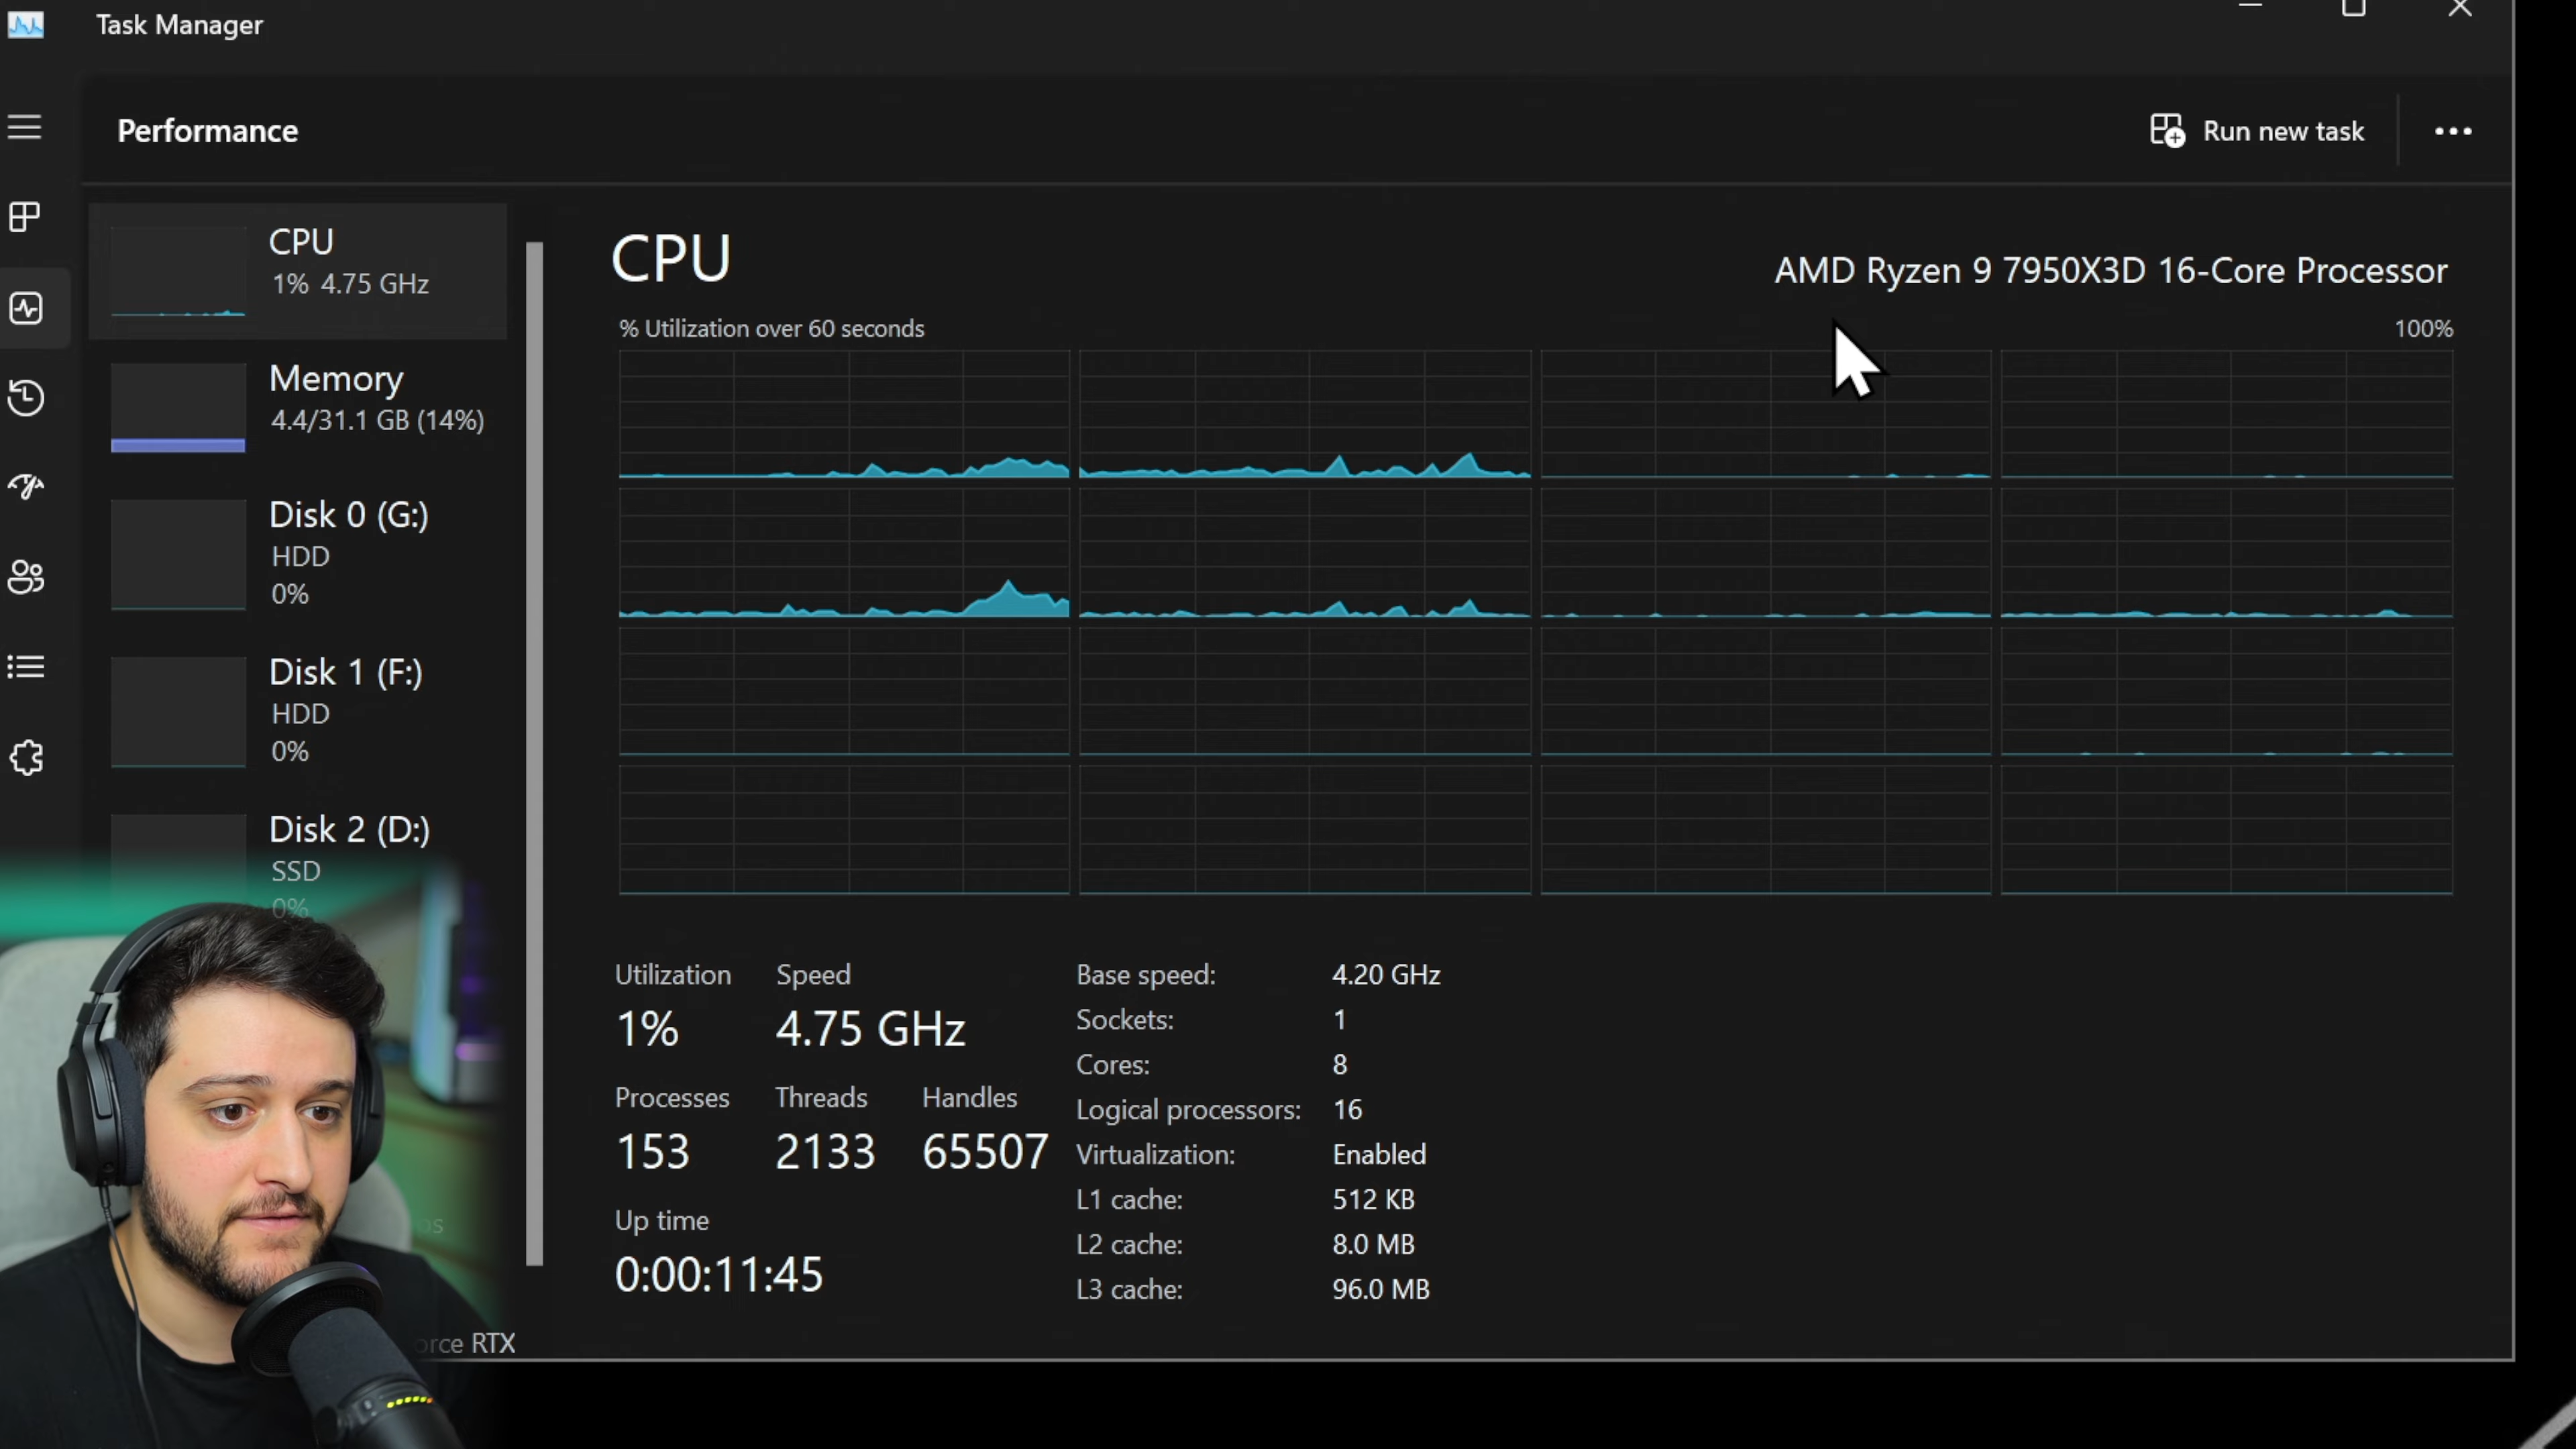 Task Manager
Performance
Run new task
CPU
1% 4.75 GHz
Memory
4.4/31.1 GB (14%)
Disk 0 (G:)
HDD
0%
Disk 1 (F:)
HDD
0%
Disk 2 (D:)
SSD
0%
RTX
CPU
AMD Ryzen 9 7950X3D 16-Core Processor
% Utilization over 60 seconds
100%
Utilization
1%
Speed
4.75 GHz
Processes
153
Threads
2133
Handles
65507
Up time
0:00:11:45
Base speed: 4.20 GHz
Sockets: 1
Cores: 8
Logical processors: 16
Virtualization: Enabled
L1 cache: 512 KB
L2 cache: 8.0 MB
L3 cache: 96.0 MB